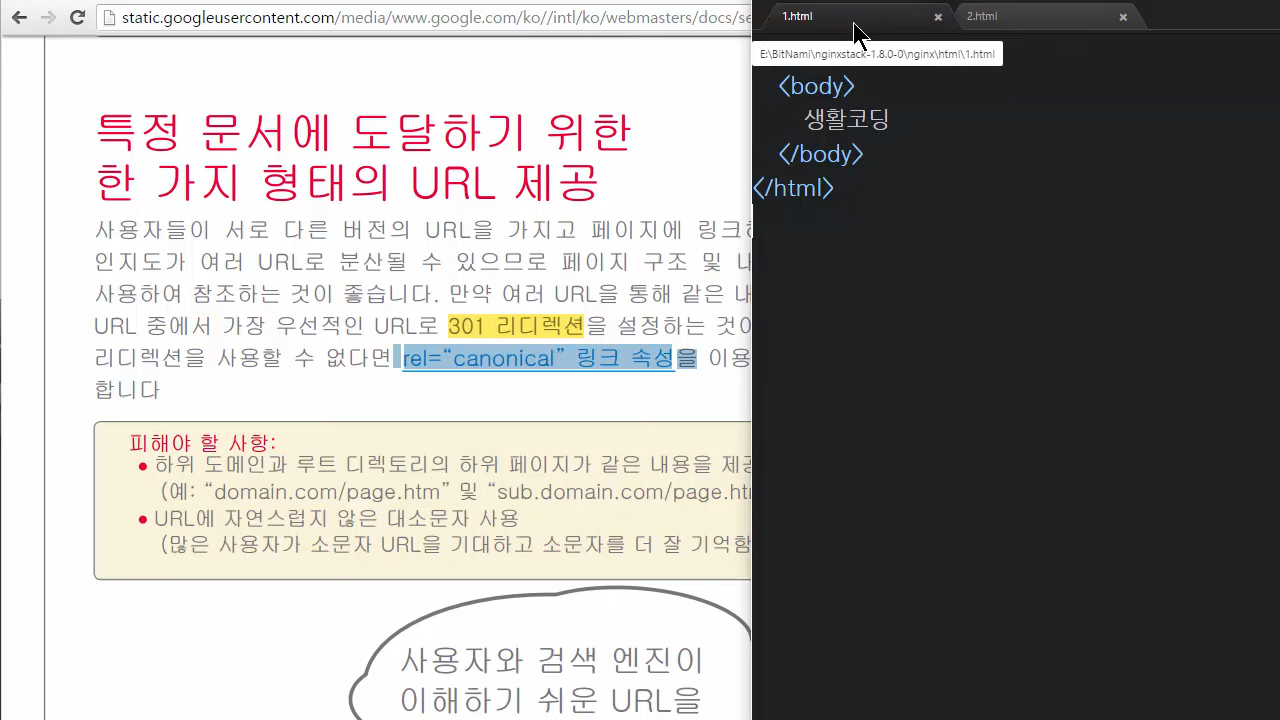 static.googleusercontent.com/media/www.google.com/ko//intl/ko/webmasters/docs/se
특정 문서에 도달하기 위한
한 가지 형태의 URL 제공
사용자들이 서로 다른 버전의 URL을 가지고 페이지에 링크하
인지도가 여러 URL로 분산될 수 있으므로 페이지 구조 및 내
사용하여 참조하는 것이 좋습니다. 만약 여러 URL을 통해 같은 내
URL 중에서 가장 우선적인 URL로 301 리디렉션을 설정하는 것이
리디렉션을 사용할 수 없다면 rel=“canonical” 링크 속성을 이용
합니다
피해야 할 사항:
● 하위 도메인과 루트 디렉토리의 하위 페이지가 같은 내용을 제공
(예: “domain.com/page.htm” 및 “sub.domain.com/page.htm
● URL에 자연스럽지 않은 대소문자 사용
(많은 사용자가 소문자 URL을 기대하고 소문자를 더 잘 기억함
사용자와 검색 엔진이
이해하기 쉬운 URL을
1.html
2.html
E:\BitNami\nginxstack-1.8.0-0\nginx\html\1.html
<body>
생활코딩
</body>
</html>